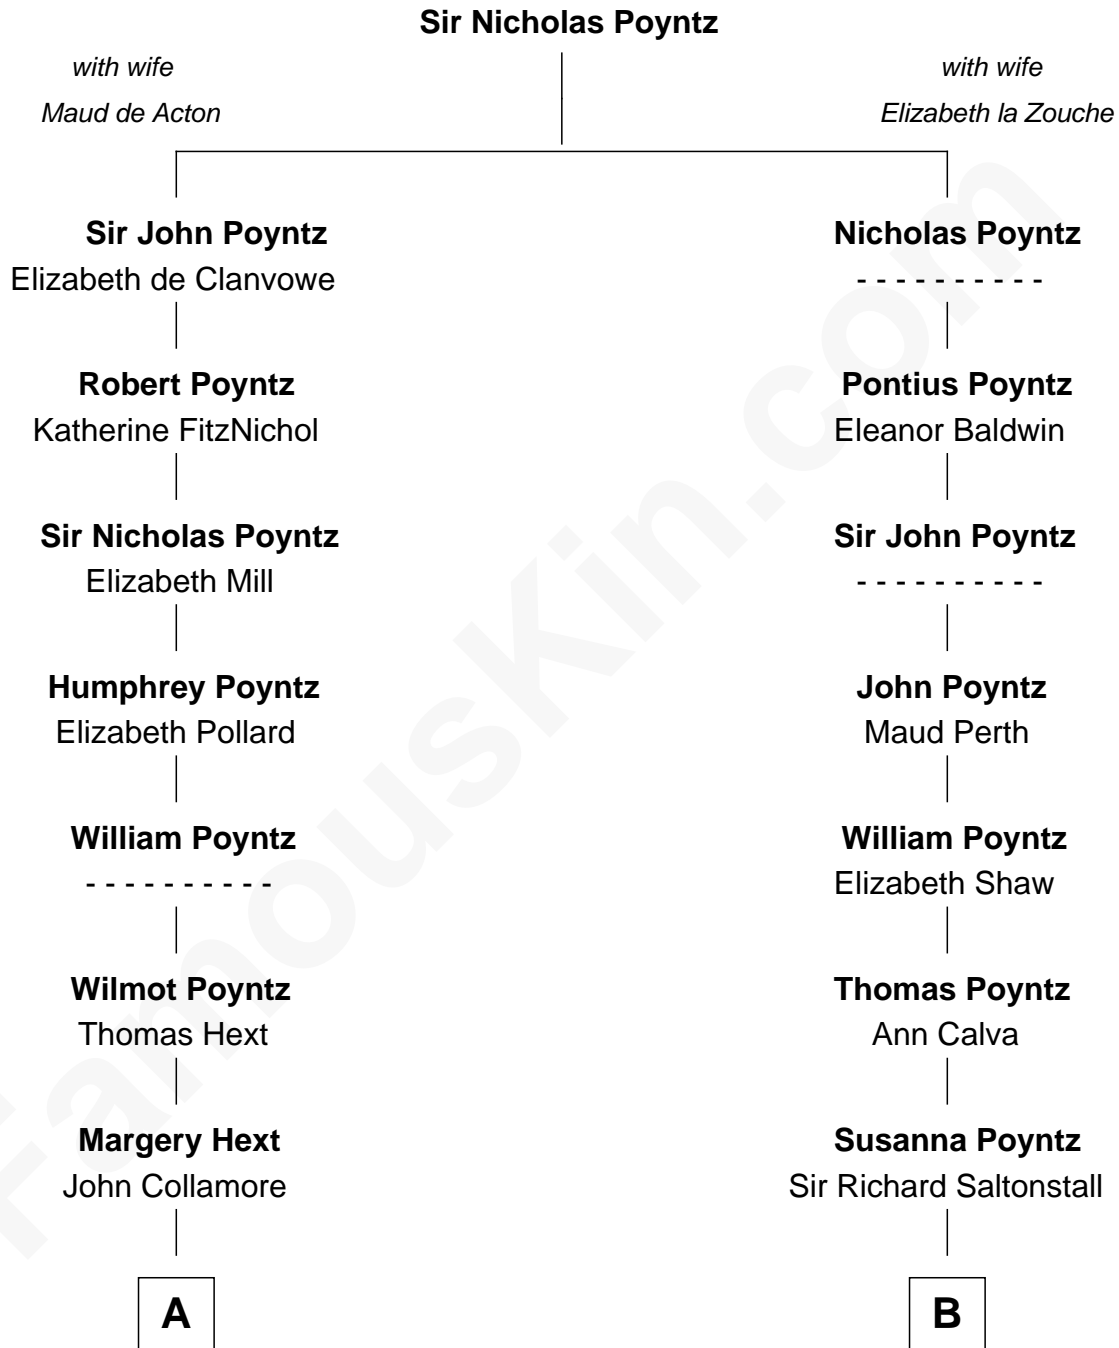 Sir Nicholas Poyntz
with wife
Maud de Acton
with wife
Elizabeth la Zouche
Sir John Poyntz
Elizabeth de Clanvowe
Nicholas Poyntz
- - - - - - - - - -
Robert Poyntz
Katherine FitzNichol
Pontius Poyntz
Eleanor Baldwin
Sir Nicholas Poyntz
Elizabeth Mill
Sir John Poyntz
- - - - - - - - - -
Humphrey Poyntz
Elizabeth Pollard
John Poyntz
Maud Perth
William Poyntz
- - - - - - - - - -
William Poyntz
Elizabeth Shaw
Wilmot Poyntz
Thomas Hext
Thomas Poyntz
Ann Calva
Margery Hext
John Collamore
Susanna Poyntz
Sir Richard Saltonstall
A
B
FamousKin.com